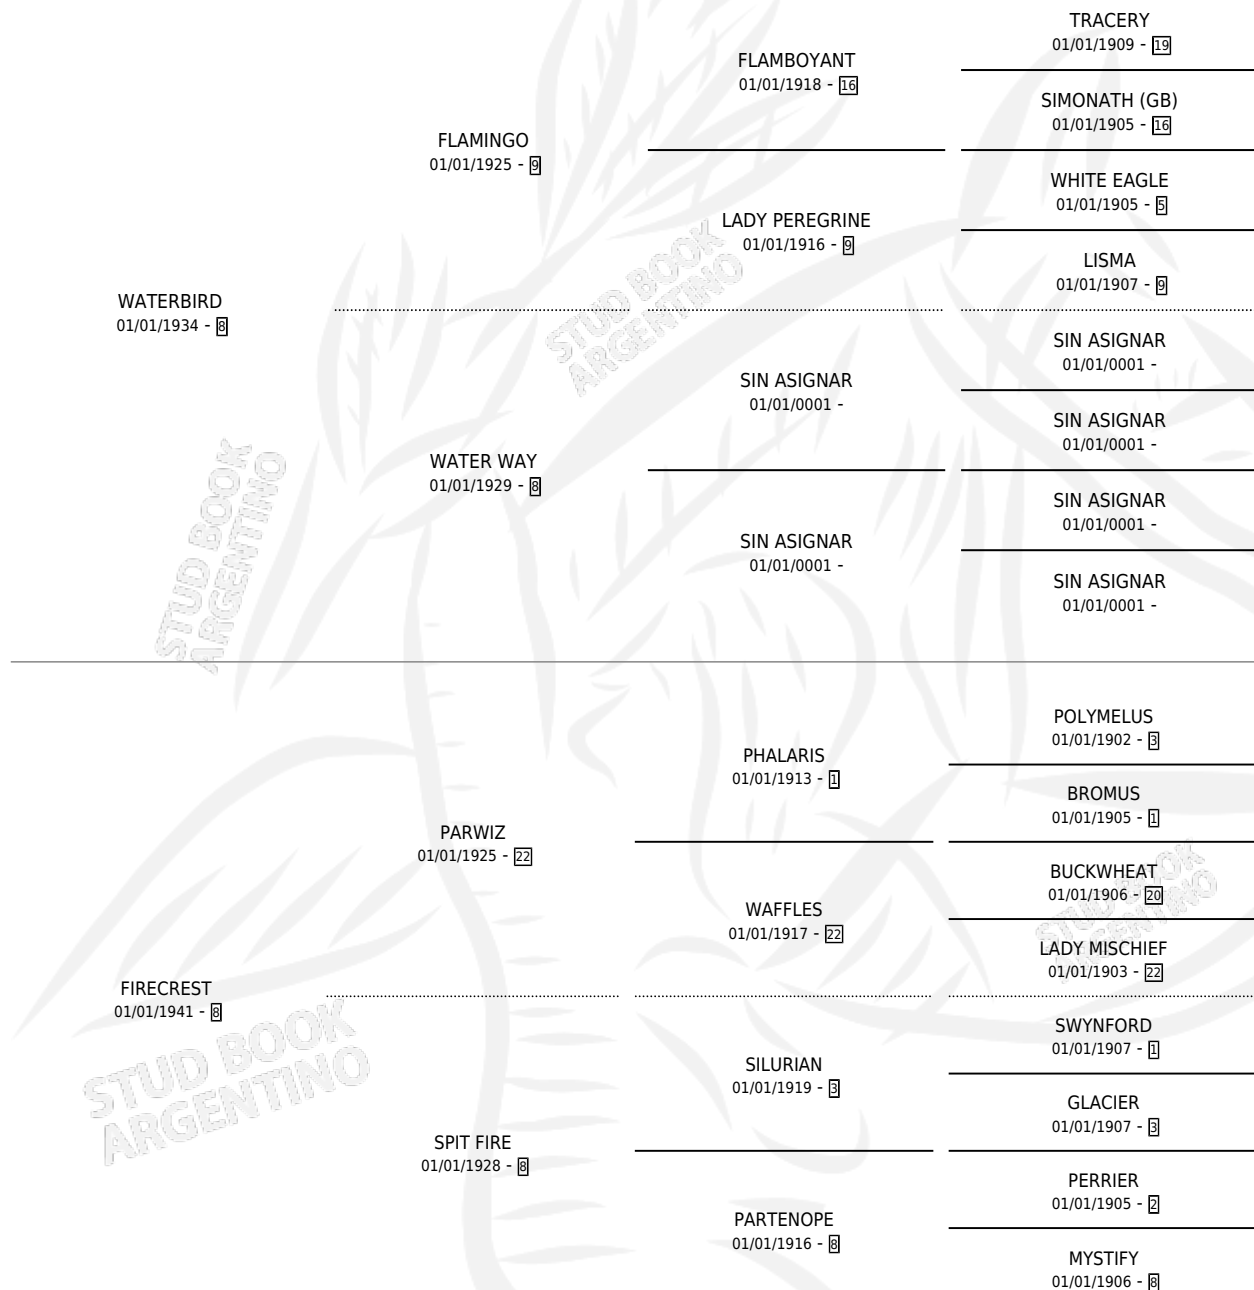 TRACERY
01/01/1909 - 19
FLAMBOYANT
01/01/1918 - 16
SIMONATH (GB)
01/01/1905 - 16
FLAMINGO
01/01/1925 - 9
WHITE EAGLE
01/01/1905 - 5
LADY PEREGRINE
01/01/1916 - 9
LISMA
01/01/1907 - 9
WATERBIRD
01/01/1934 - 8
STUD BOOK
ARGENTINO
SIN ASIGNAR
01/01/0001 -
SIN ASIGNAR
01/01/0001 -
SIN ASIGNAR
01/01/0001 -
WATER WAY
01/01/1929 - 8
STUD BOOK
ARGENTINO
SIN ASIGNAR
01/01/0001 -
SIN ASIGNAR
01/01/0001 -
SIN ASIGNAR
01/01/0001 -
POLYMELUS
01/01/1902 - 3
PHALARIS
01/01/1913 - 1
BROMUS
01/01/1905 - 1
PARWIZ
01/01/1925 - 22
BUCKWHEAT
01/01/1906 - 20
STUD BOOK
ARGENTINO
WAFFLES
01/01/1917 - 22
LADY MISCHIEF
01/01/1903 - 22
FIRECREST
01/01/1941 - 8
STUD BOOK
ARGENTINO
SWYNFORD
01/01/1907 - 1
SILURIAN
01/01/1919 - 3
GLACIER
01/01/1907 - 3
SPIT FIRE
01/01/1928 - 8
PERRIER
01/01/1905 - 2
PARTENOPE
01/01/1916 - 8
MYSTIFY
01/01/1906 - 8